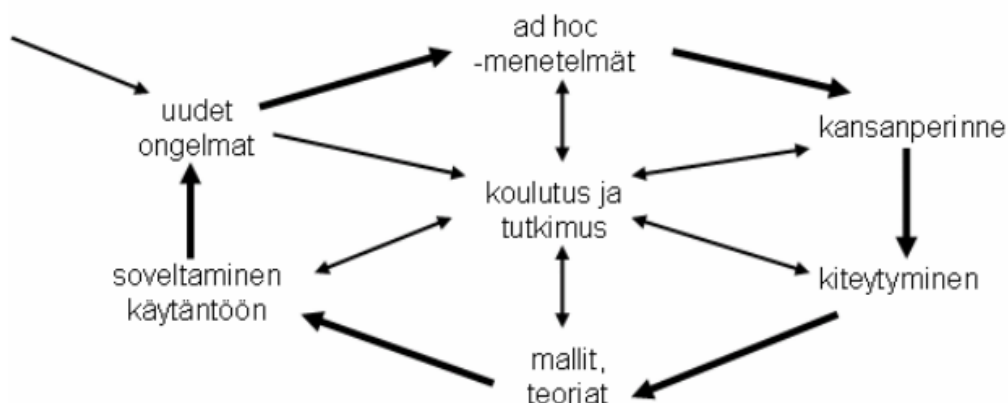 ad hoc
-menetelmät
uudet
ongelmat
kansanperinne
koulutus ja
tutkimus
soveltaminen
käytäntöön
kiteytyminen
mallit,
teoriat